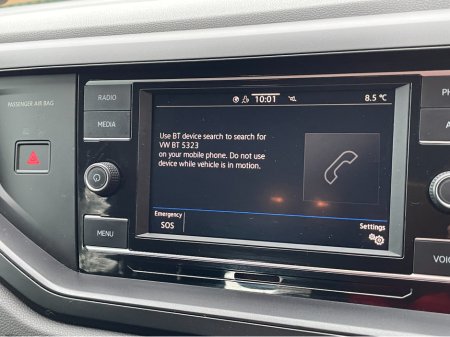 RADIO
10:01
8.5 °C
PASSENGER AIR BAG
MEDIA
Use BT device search to search for
VW BT 5323
on your mobile phone. Do not use
device while vehicle is in motion.
Emergency
SOS
Settings
MENU